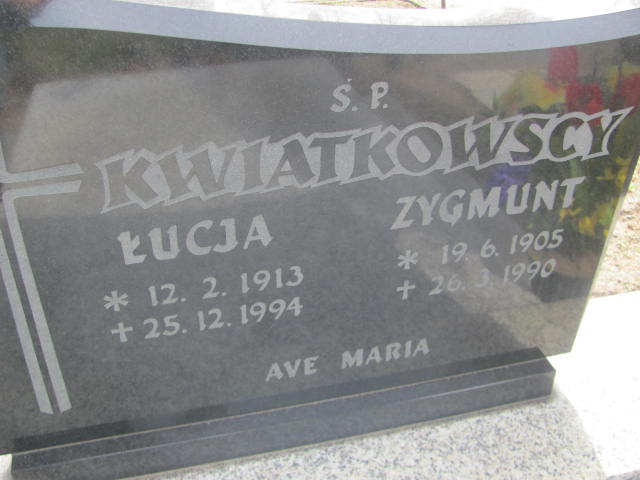 Ś. P.
KWIATKOWSCY
ŁUCJA
* 12. 2. 1913
+ 25. 12. 1994
ZYGMUNT
* 19. 6. 1905
+ 26. 3. 1990
AVE MARIA